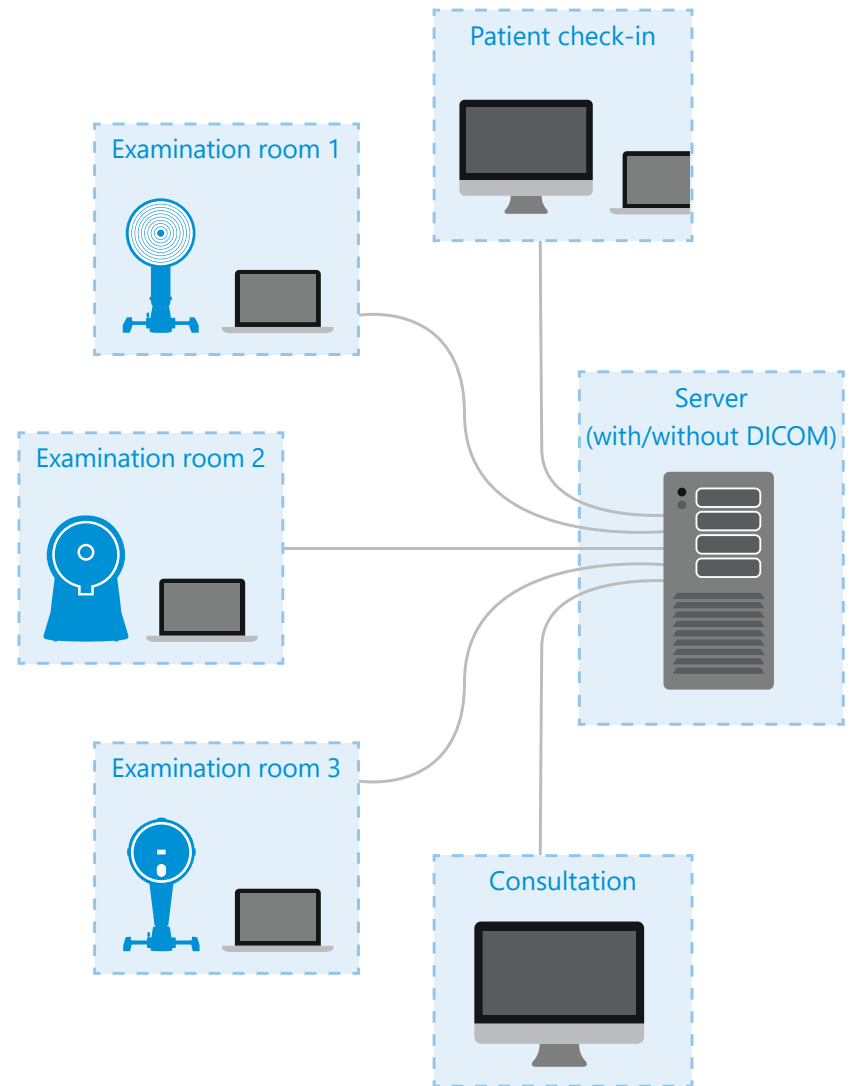 Patient check-in
Examination room 1
Server
(with/without DICOM)
Examination room 2
Examination room 3
Consultation